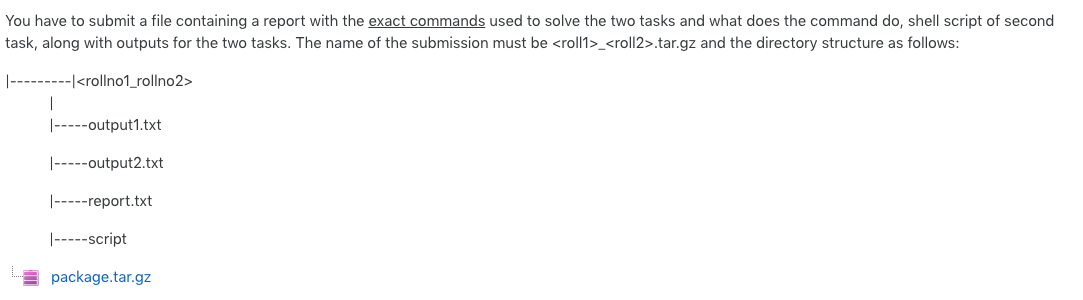 You have to submit a file containing a report with the exact commands used to solve the two tasks and what does the command do, shell script of second
task, along with outputs for the two tasks. The name of the submission must be <roll1>_<roll2>.tar.gz and the directory structure as follows:
|---------|<rollno1_rollno2>
|
|-----output1.txt
|-----output2.txt
|-----report.txt
|-----script
package.tar.gz